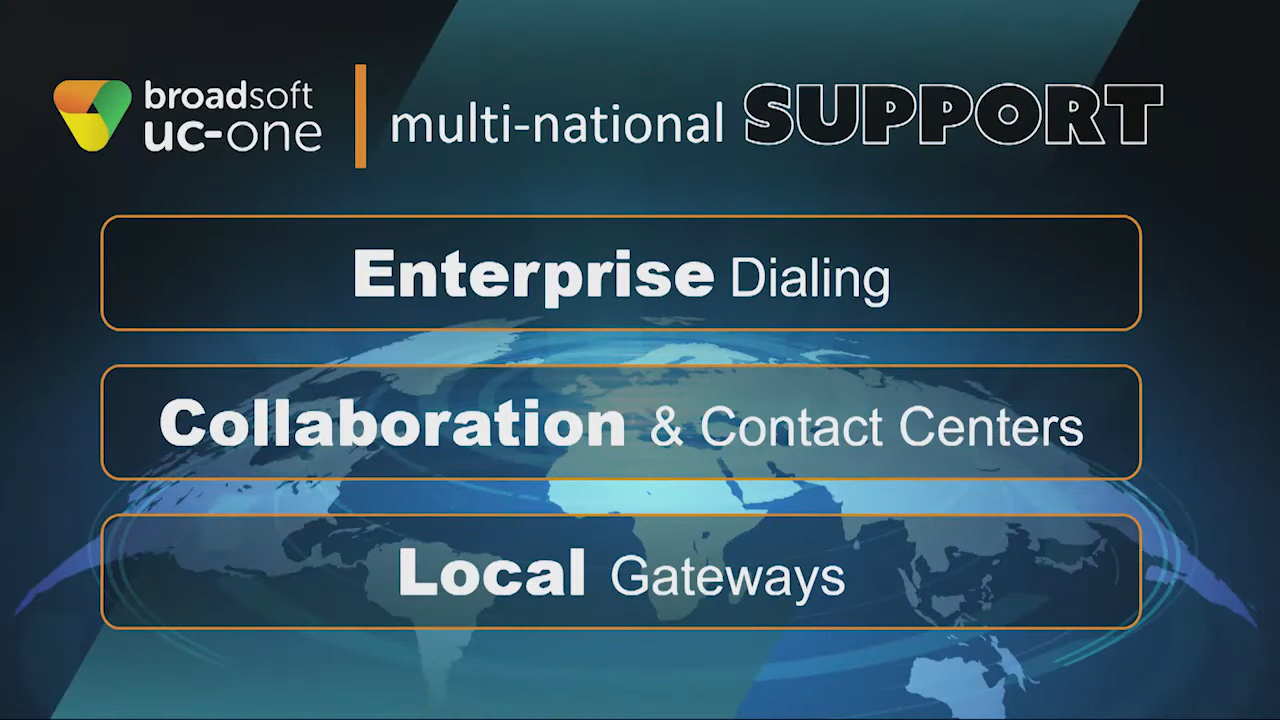 broadsoft
uc-one
multi-national SUPPORT
Enterprise Dialing
Collaboration & Contact Centers
Local Gateways